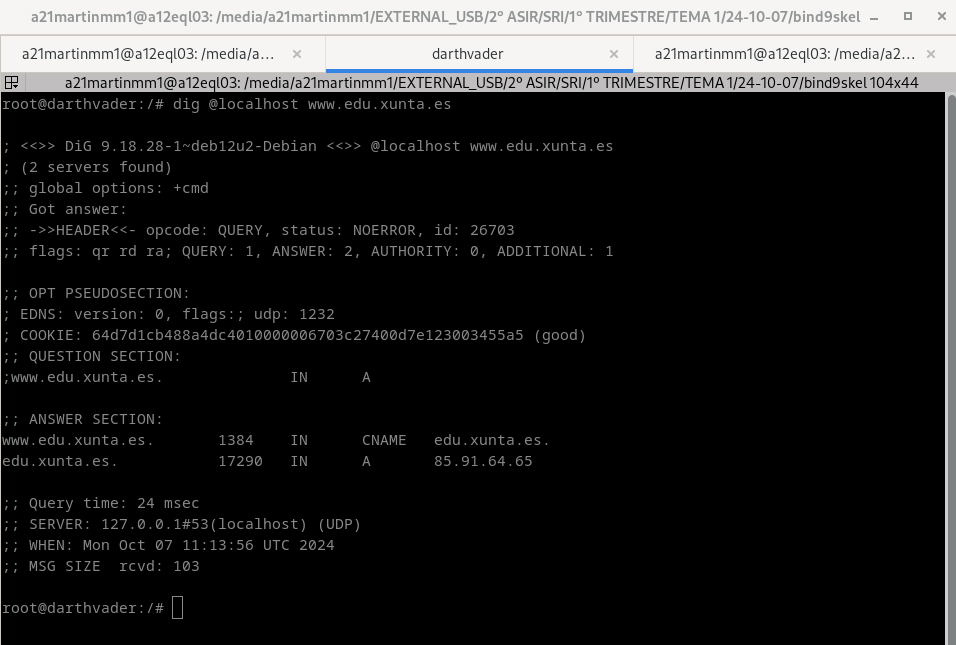 a21martinmm1@a12eql03: /media/a21martinmm1/EXTERNAL_USB/2º ASIR/SRI/1º TRIMESTRE/TEMA 1/24-10-07/bind9skel
a21martinmm1@a12eql03: /media/a... darthvader a21martinmm1@a12eql03: /media/a2...
a21martinmm1@a12eql03: /media/a21martinmm1/EXTERNAL_USB/2º ASIR/SRI/1º TRIMESTRE/TEMA 1/24-10-07/bind9skel 104x44
root@darthvader:/# dig @localhost www.edu.xunta.es
; <<>> DiG 9.18.28-1~deb12u2-Debian <<>> @localhost www.edu.xunta.es
; (2 servers found)
;; global options: +cmd
;; Got answer:
;; ->>HEADER<<- opcode: QUERY, status: NOERROR, id: 26703
;; flags: qr rd ra; QUERY: 1, ANSWER: 2, AUTHORITY: 0, ADDITIONAL: 1
;; OPT PSEUDOSECTION:
; EDNS: version: 0, flags:; udp: 1232
; COOKIE: 64d7d1cb488a4dc4010000006703c27400d7e123003455a5 (good)
;; QUESTION SECTION:
;www.edu.xunta.es. IN A
;; ANSWER SECTION:
www.edu.xunta.es. 1384 IN CNAME edu.xunta.es.
edu.xunta.es. 17290 IN A 85.91.64.65
;; Query time: 24 msec
;; SERVER: 127.0.0.1#53(localhost) (UDP)
;; WHEN: Mon Oct 07 11:13:56 UTC 2024
;; MSG SIZE  rcvd: 103
root@darthvader:/#